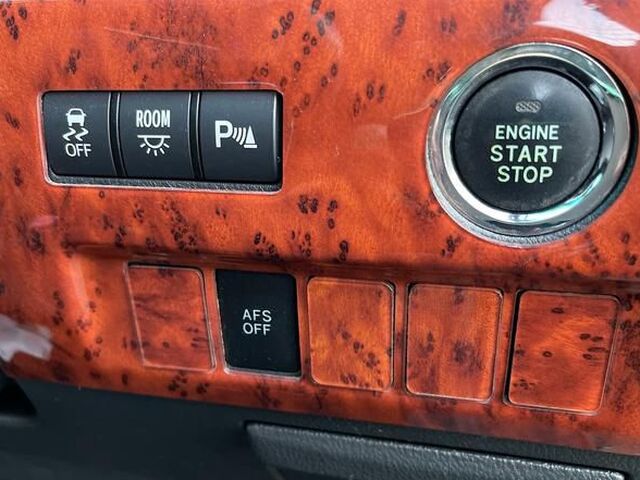 OFF
ROOM
P
ENGINE
START
STOP
AFS
OFF